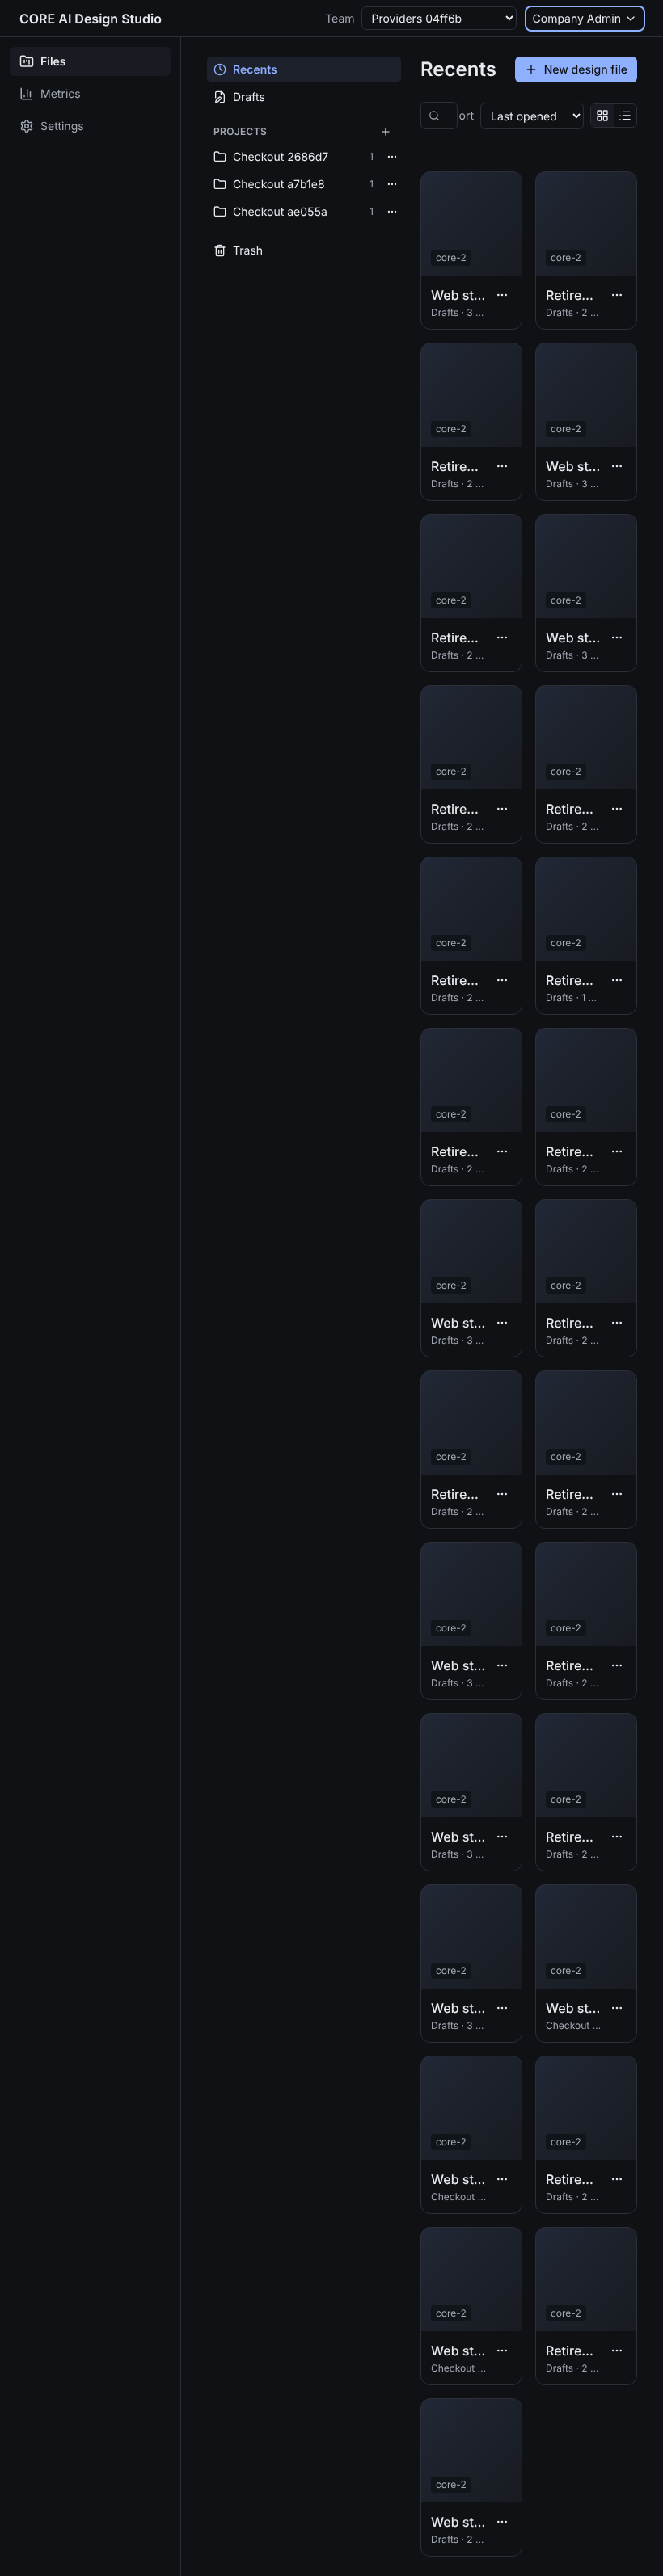 CORE AI Design Studio
Team
Providers 04ff6b
Company Admin
Files
Metrics
Settings
Recents
Drafts
PROJECTS
Checkout 2686d7 1
Checkout a7b1e8 1
Checkout ae055a 1
Trash
Recents
New design file
ort
Last opened
core-2 core-2
Web st... Retire...
Drafts · 3 ... Drafts · 2 ...
core-2 core-2
Retire... Web st...
Drafts · 2 ... Drafts · 3 ...
core-2 core-2
Retire... Web st...
Drafts · 2 ... Drafts · 3 ...
core-2 core-2
Retire... Retire...
Drafts · 2 ... Drafts · 2 ...
core-2 core-2
Retire... Retire...
Drafts · 2 ... Drafts · 1 ...
core-2 core-2
Retire... Retire...
Drafts · 2 ... Drafts · 2 ...
core-2 core-2
Web st... Retire...
Drafts · 3 ... Drafts · 2 ...
core-2 core-2
Retire... Retire...
Drafts · 2 ... Drafts · 2 ...
core-2 core-2
Web st... Retire...
Drafts · 3 ... Drafts · 2 ...
core-2 core-2
Web st... Retire...
Drafts · 3 ... Drafts · 2 ...
core-2 core-2
Web st... Web st...
Drafts · 3 ... Checkout ...
core-2 core-2
Web st... Retire...
Checkout ... Drafts · 2 ...
core-2 core-2
Web st... Retire...
Checkout ... Drafts · 2 ...
core-2
Web st...
Drafts · 2 ...